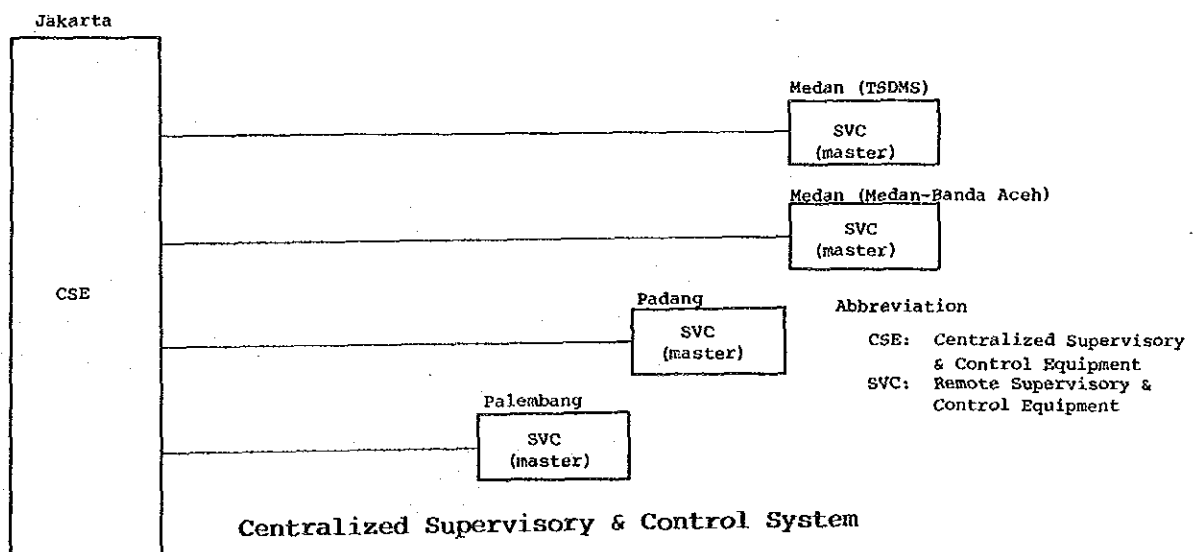 Jakarta
CSE
Medan (TSDMS)
SVC
(master)
Medan (Medan-Banda Aceh)
SVC
(master)
Padang
SVC
(master)
Palembang
SVC
(master)
Abbreviation
CSE: Centralized Supervisory
& Control Equipment
SVC: Remote Supervisory &
Control Equipment
Centralized Supervisory & Control System